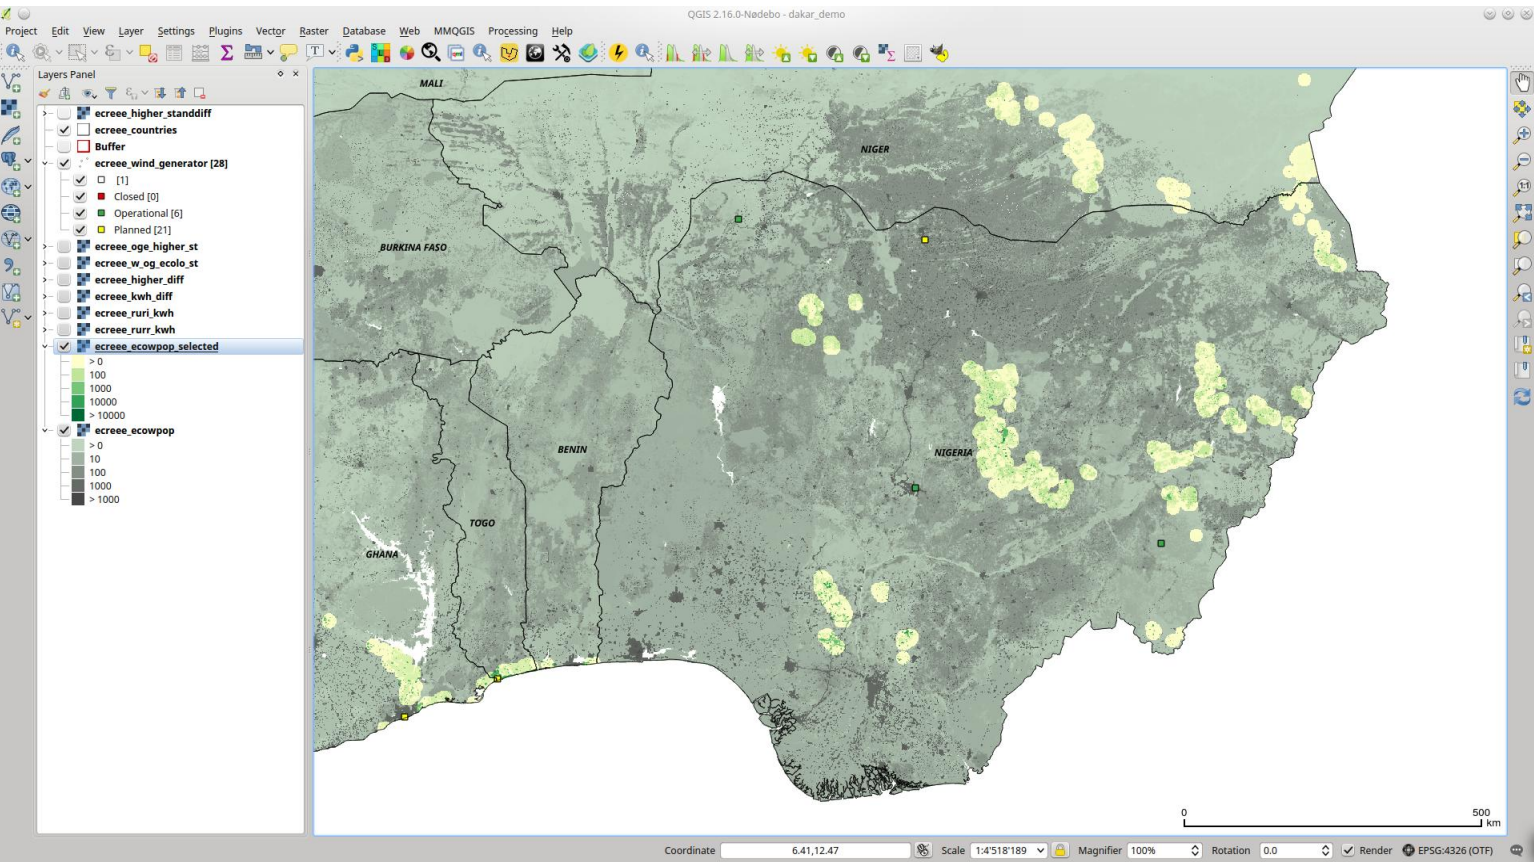 QGIS 2.16.0-Nødebo - dakar_demo
Project Edit View Layer Settings Plugins Vector Raster Database Web MMQGIS Processing Help
Layers Panel
ecreee_higher_standdiff
ecreee_countries
Buffer
ecreee_wind_generator [28]
[1]
Closed [0]
Operational [6]
Planned [21]
ecreee_oge_higher_st
ecreee_w_og_ecolo_st
ecreee_higher_diff
ecreee_kwh_diff
ecreee_ruri_kwh
ecreee_rurr_kwh
ecreee_ecowpop_selected
> 0
100
1000
10000
> 10000
ecreee_ecowpop
> 0
10
100
1000
> 1000
MALI
NIGER
BURKINA FASO
BENIN
NIGERIA
TOGO
GHANA
0 500
km
Coordinate 6.41,12.47 Scale 1:4'518'189 Magnifier 100% Rotation 0.0 Render EPSG:4326 (OTF)